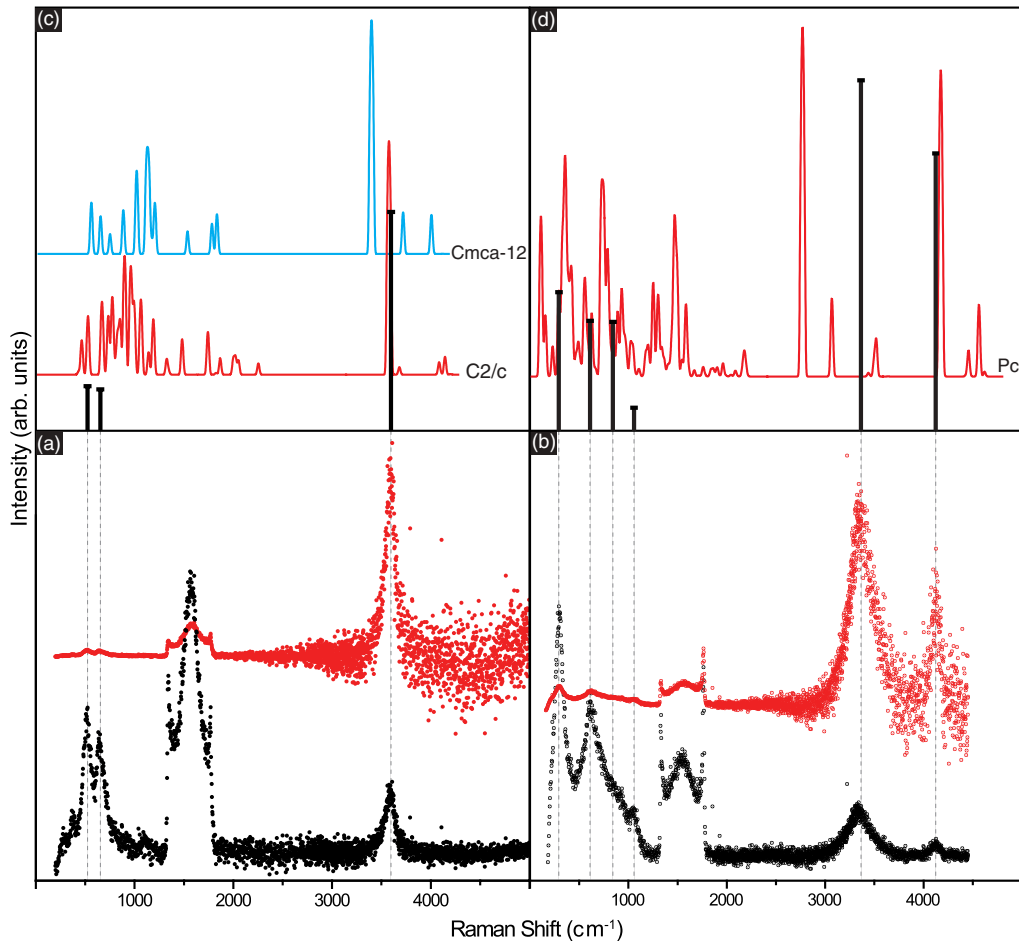 (c)
(d)
Cmca-12
C2/c
Pc
Intensity (arb. units)
(a)
(b)
1000 2000 3000 4000 1000 2000 3000 4000
Raman Shift (cm⁻¹)